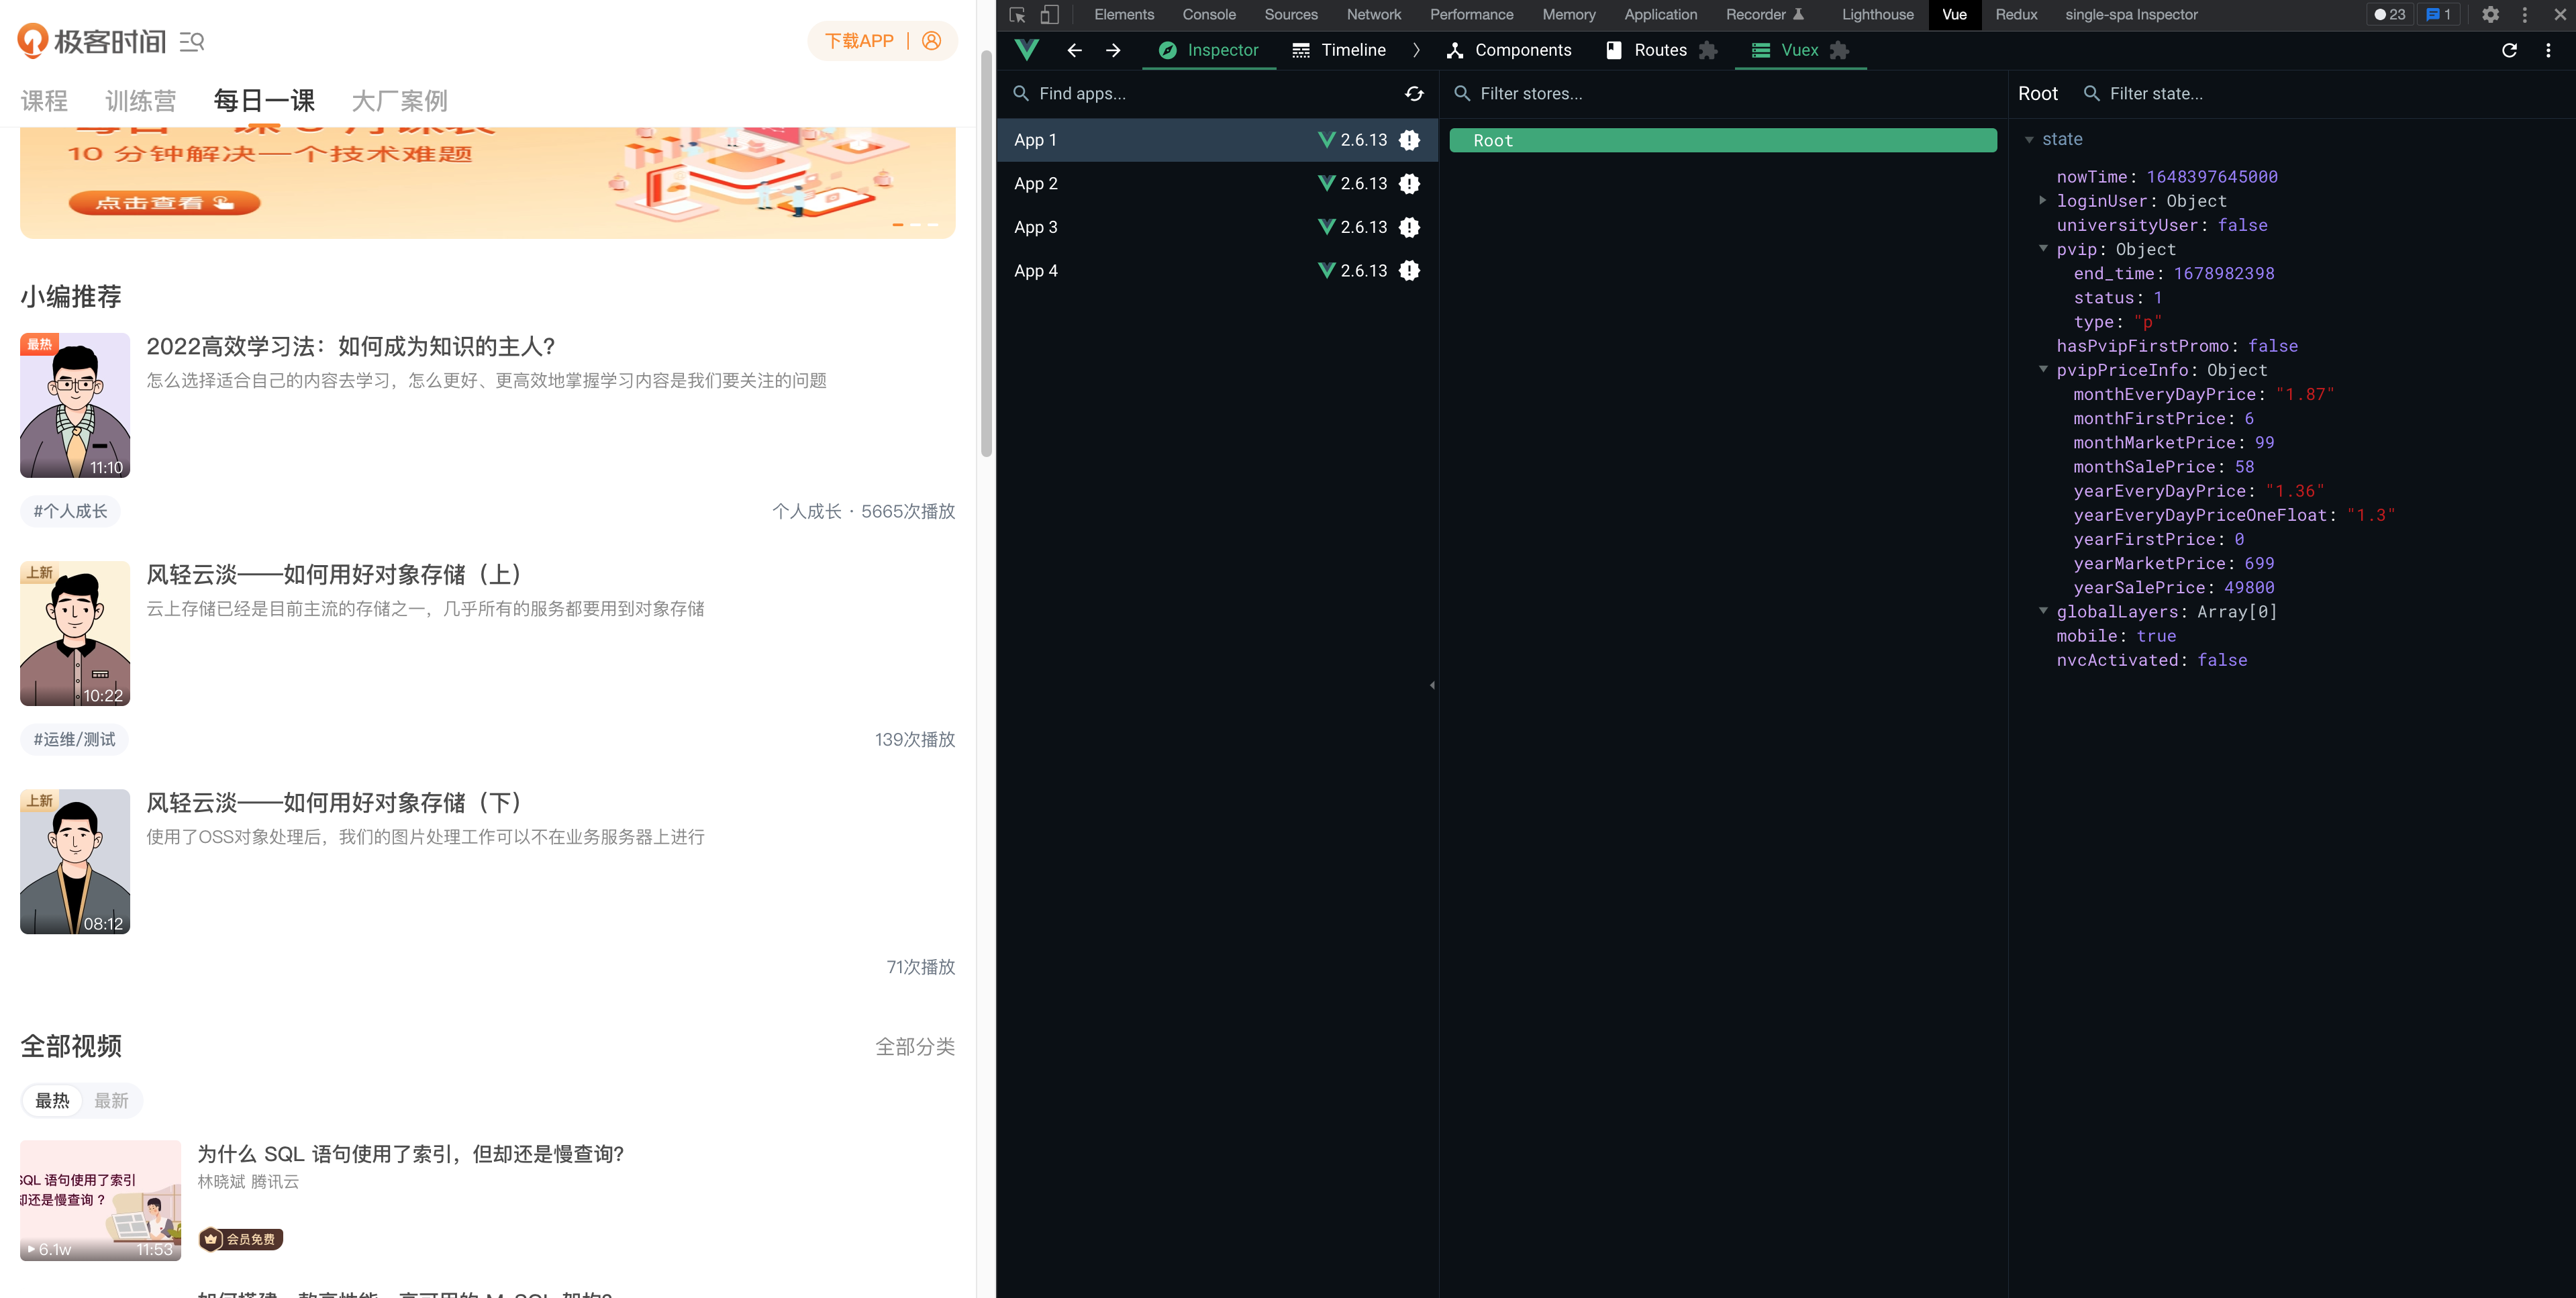 极客时间
下载APP
课程 训练营 每日一课 大厂案例
10 分钟解决一个技术难题
点击查看
小编推荐
最热
11:10
2022高效学习法：如何成为知识的主人？
怎么选择适合自己的内容去学习，怎么更好、更高效地掌握学习内容是我们要关注的问题
#个人成长
个人成长 · 5665次播放
上新
10:22
风轻云淡——如何用好对象存储（上）
云上存储已经是目前主流的存储之一，几乎所有的服务都要用到对象存储
#运维/测试
139次播放
上新
08:12
风轻云淡——如何用好对象存储（下）
使用了OSS对象处理后，我们的图片处理工作可以不在业务服务器上进行
71次播放
全部视频
全部分类
最热 最新
SQL 语句使用了索引
却还是慢查询？
6.1w 11:53
为什么 SQL 语句使用了索引，但却还是慢查询?
林晓斌 腾讯云
会员免费
Elements Console Sources Network Performance Memory Application Recorder Lighthouse Vue Redux single-spa Inspector 23 1
Inspector Timeline Components Routes Vuex
Find apps...
App 1 2.6.13
App 2 2.6.13
App 3 2.6.13
App 4 2.6.13
Filter stores...
Root
Root Filter state...
state
nowTime: 1648397645000
loginUser: Object
universityUser: false
pvip: Object
end_time: 1678982398
status: 1
type: "p"
hasPvipFirstPromo: false
pvipPriceInfo: Object
monthEveryDayPrice: "1.87"
monthFirstPrice: 6
monthMarketPrice: 99
monthSalePrice: 58
yearEveryDayPrice: "1.36"
yearEveryDayPriceOneFloat: "1.3"
yearFirstPrice: 0
yearMarketPrice: 699
yearSalePrice: 49800
globalLayers: Array[0]
mobile: true
nvcActivated: false